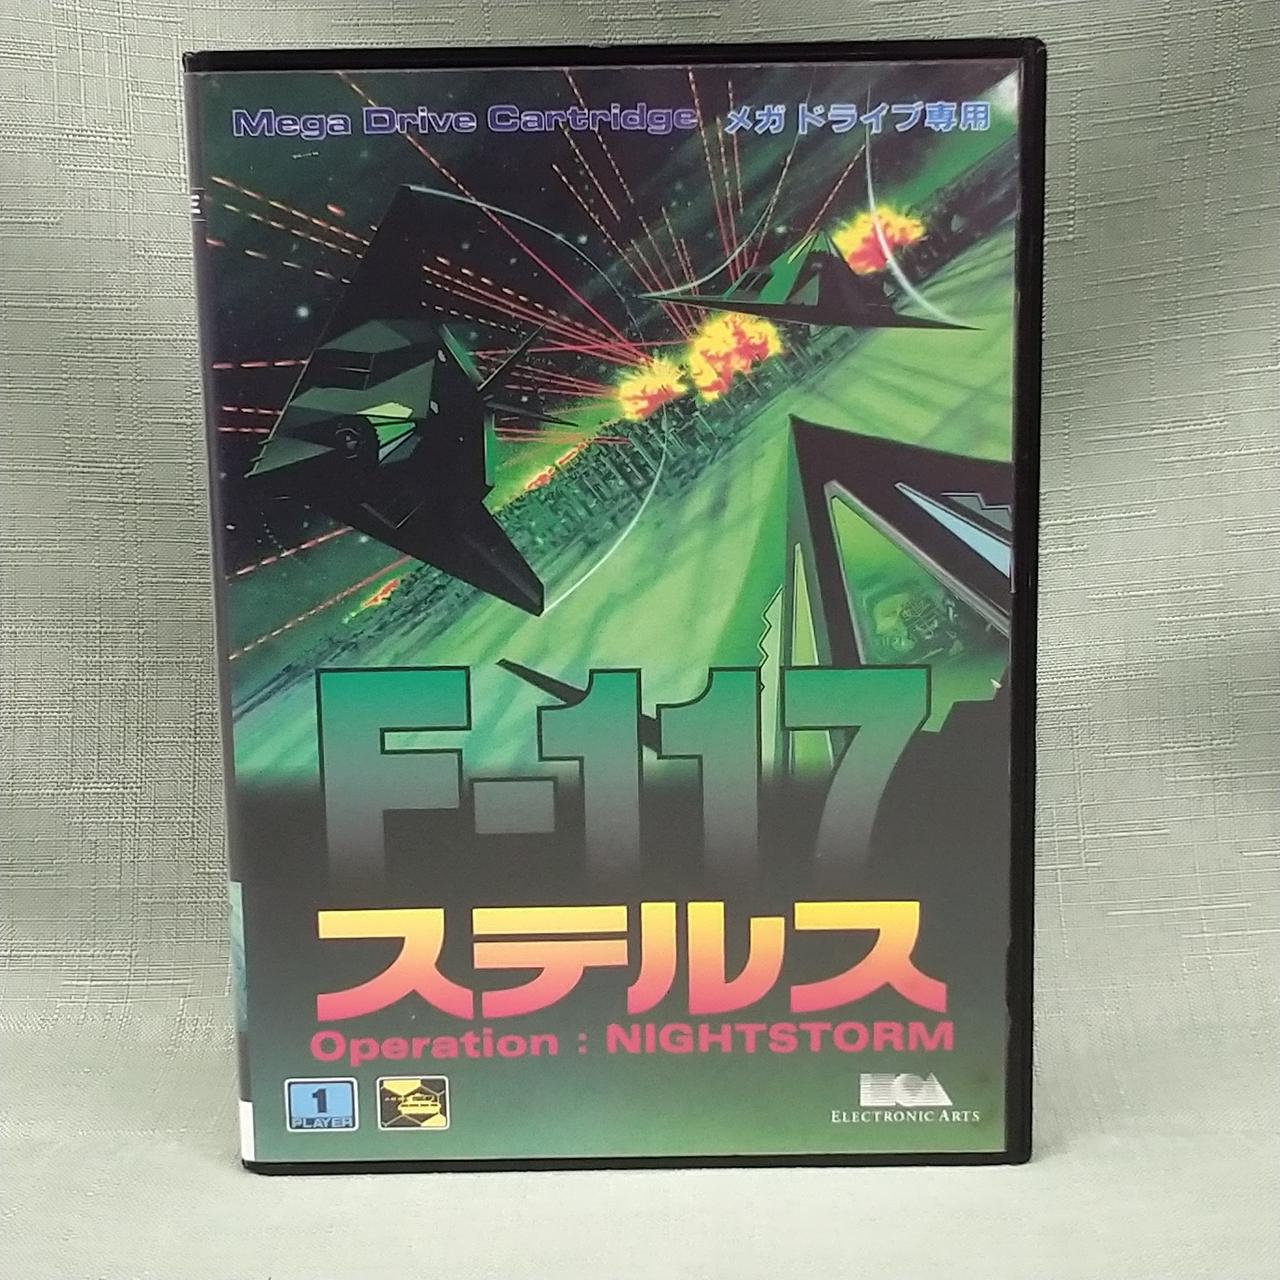 Mega Drive Cartridge メガドライブ専用
F-117
ステルス
Operation : NIGHTSTORM
1
PLAYER
ELECTRONIC ARTS